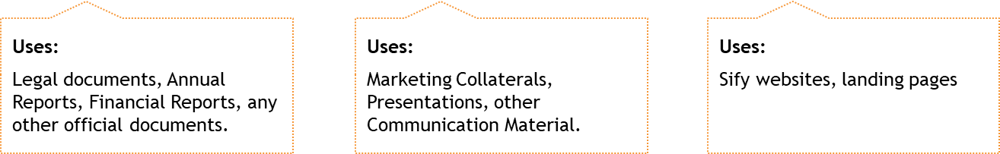 Uses:
Legal documents, Annual
Reports, Financial Reports, any
other official documents.
Uses:
Marketing Collaterals,
Presentations, other
Communication Material.
Uses:
Sify websites, landing pages